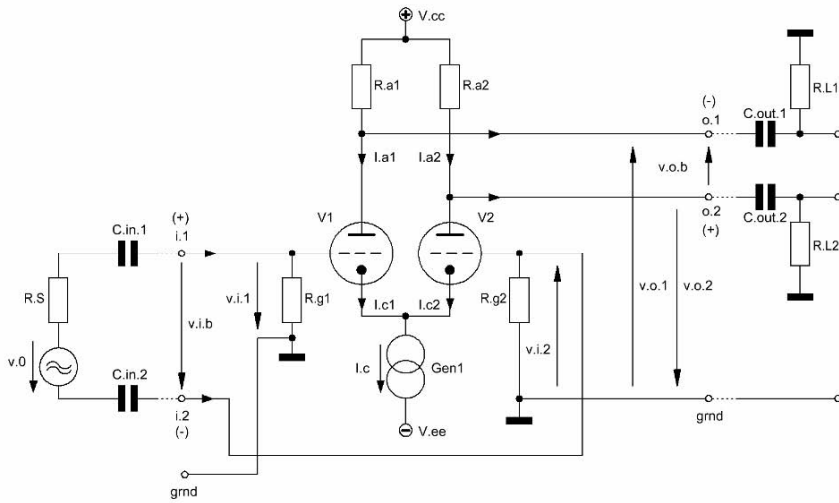 V.cc
R.a1
R.a2
R.L1
(-)
o.1
C.out.1
I.a1
I.a2
v.o.b
o.2
(+)
C.out.2
R.L2
(+)
i.1
C.in.1
V1
V2
R.S
v.i.b
v.i.1
R.g1
I.c1
I.c2
R.g2
v.o.1
v.o.2
v.0
C.in.2
I.c
Gen1
v.i.2
i.2
(-)
V.ee
grnd
grnd